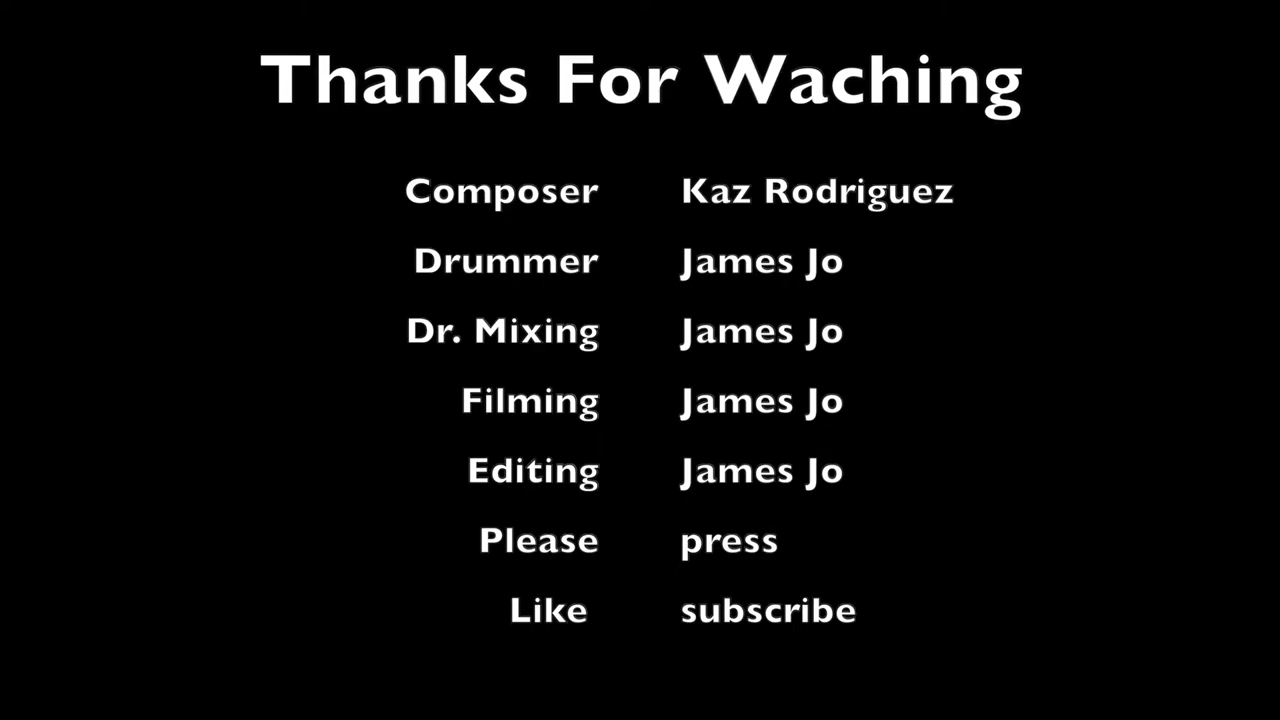 Thanks For Waching
Composer Kaz Rodriguez
Drummer James Jo
Dr. Mixing James Jo
Filming James Jo
Editing James Jo
Please press
Like subscribe